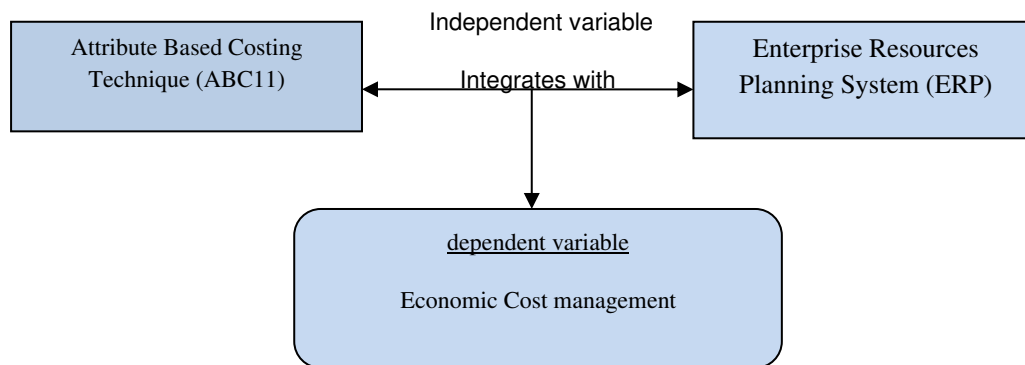 Independent variable
Attribute Based Costing
Technique (ABC11)
Integrates with
Enterprise Resources
Planning System (ERP)
dependent variable
Economic Cost management